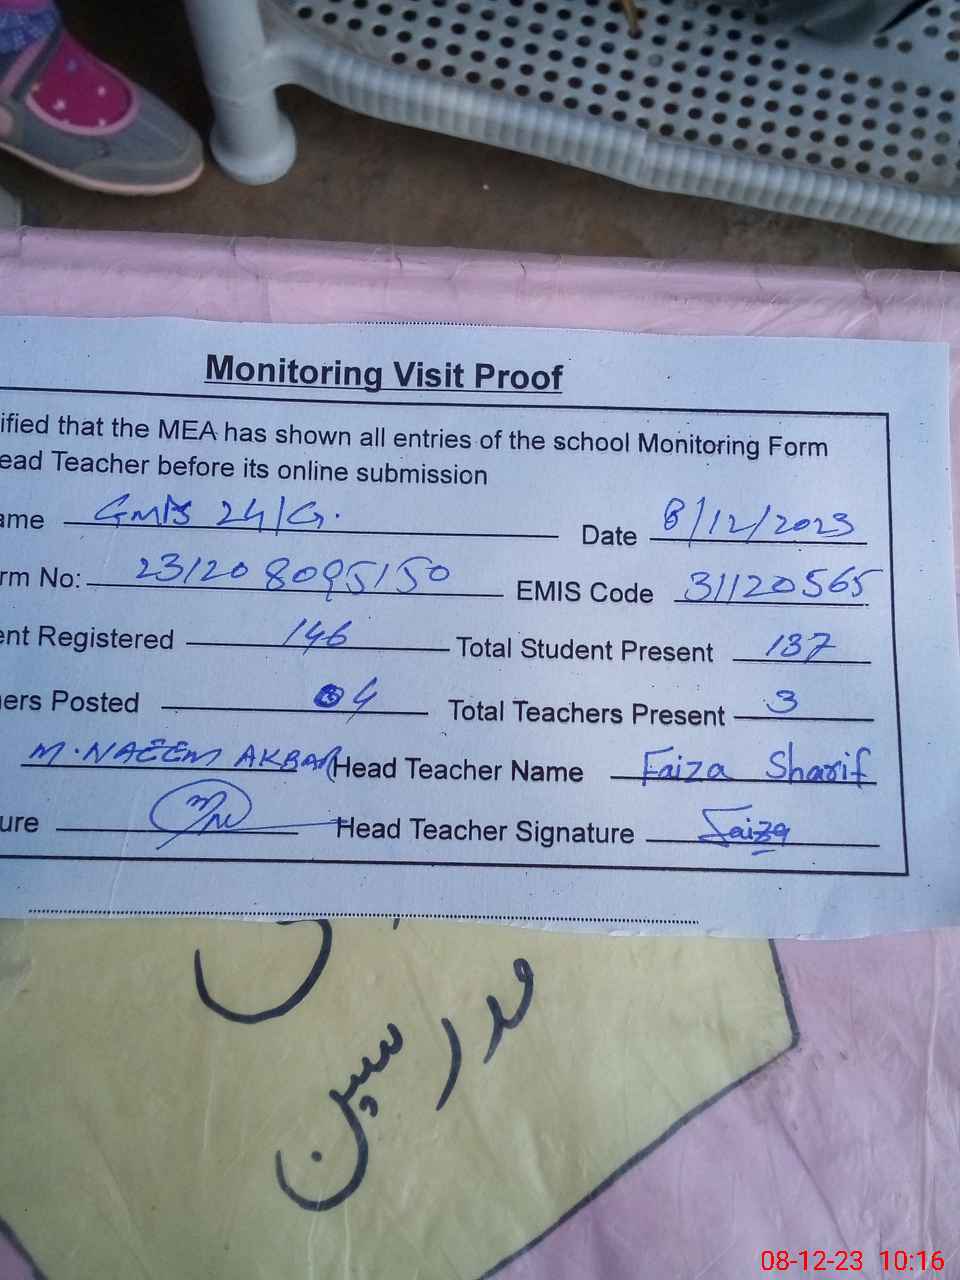 Monitoring Visit Proof
ified that the MEA has shown all entries of the school Monitoring Form
ead Teacher before its online submission
ame GMPS 24/G. Date 8/12/2023
rm No: 231208095150 EMIS Code 31120565
ent Registered 146 Total Student Present 137
ers Posted 04 Total Teachers Present 3
M. NAEEM AKBAR Head Teacher Name Faiza Sharif
ure Head Teacher Signature Faiza
مدرسین
08-12-23 10:16